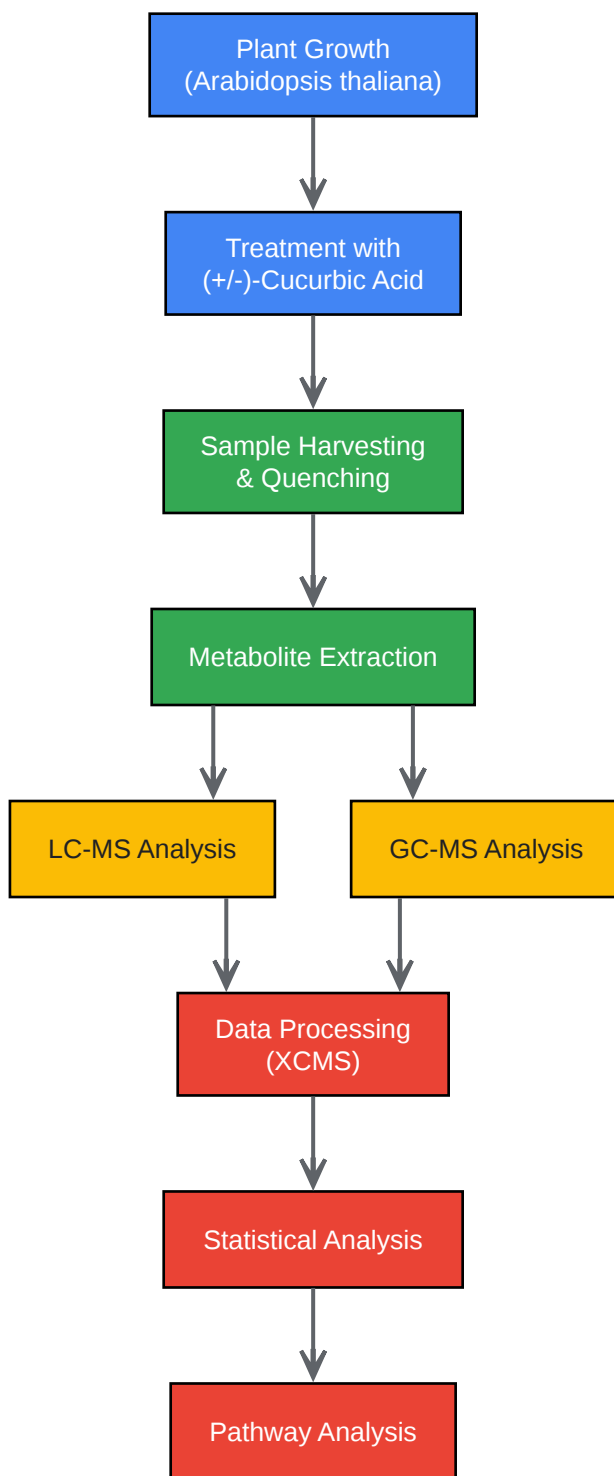 Plant Growth
(Arabidopsis thaliana)
Treatment with
(+/-)-Cucurbic Acid
Sample Harvesting
& Quenching
Metabolite Extraction
LC-MS Analysis
GC-MS Analysis
Data Processing
(XCMS)
Statistical Analysis
Pathway Analysis